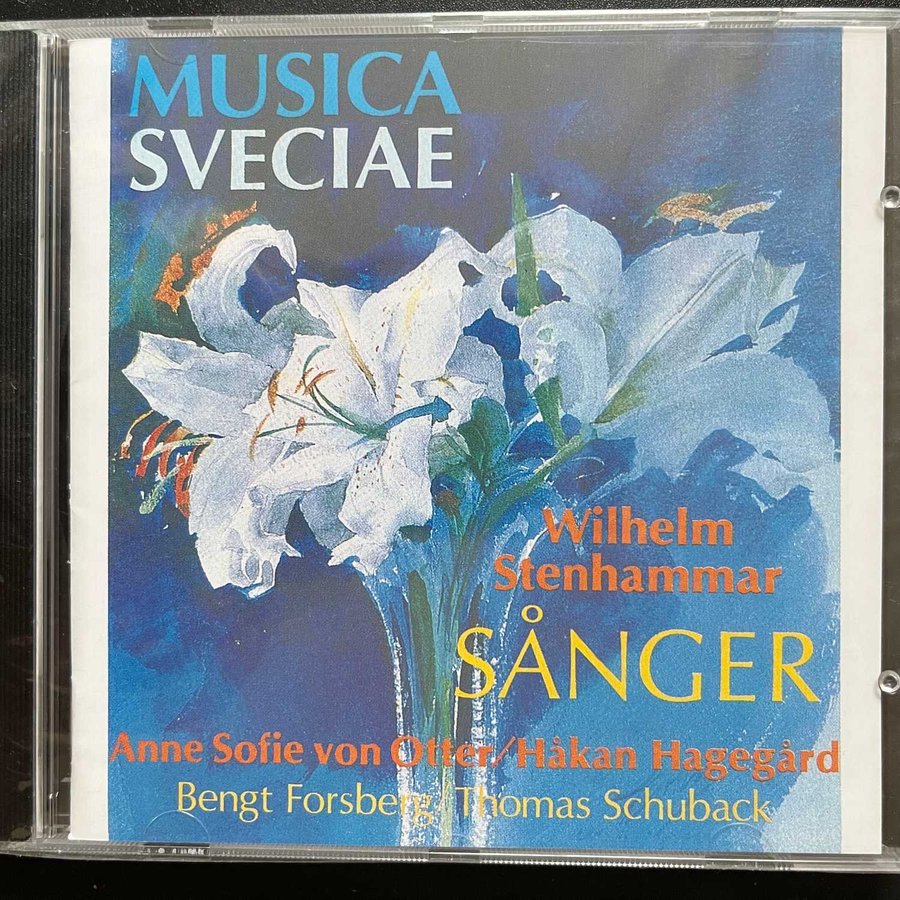 MUSICA
SVECIAE
Wilhelm
Stenhammar
SÅNGER
Anne Sofie von Otter/Håkan Hagegård
Bengt Forsberg/Thomas Schuback